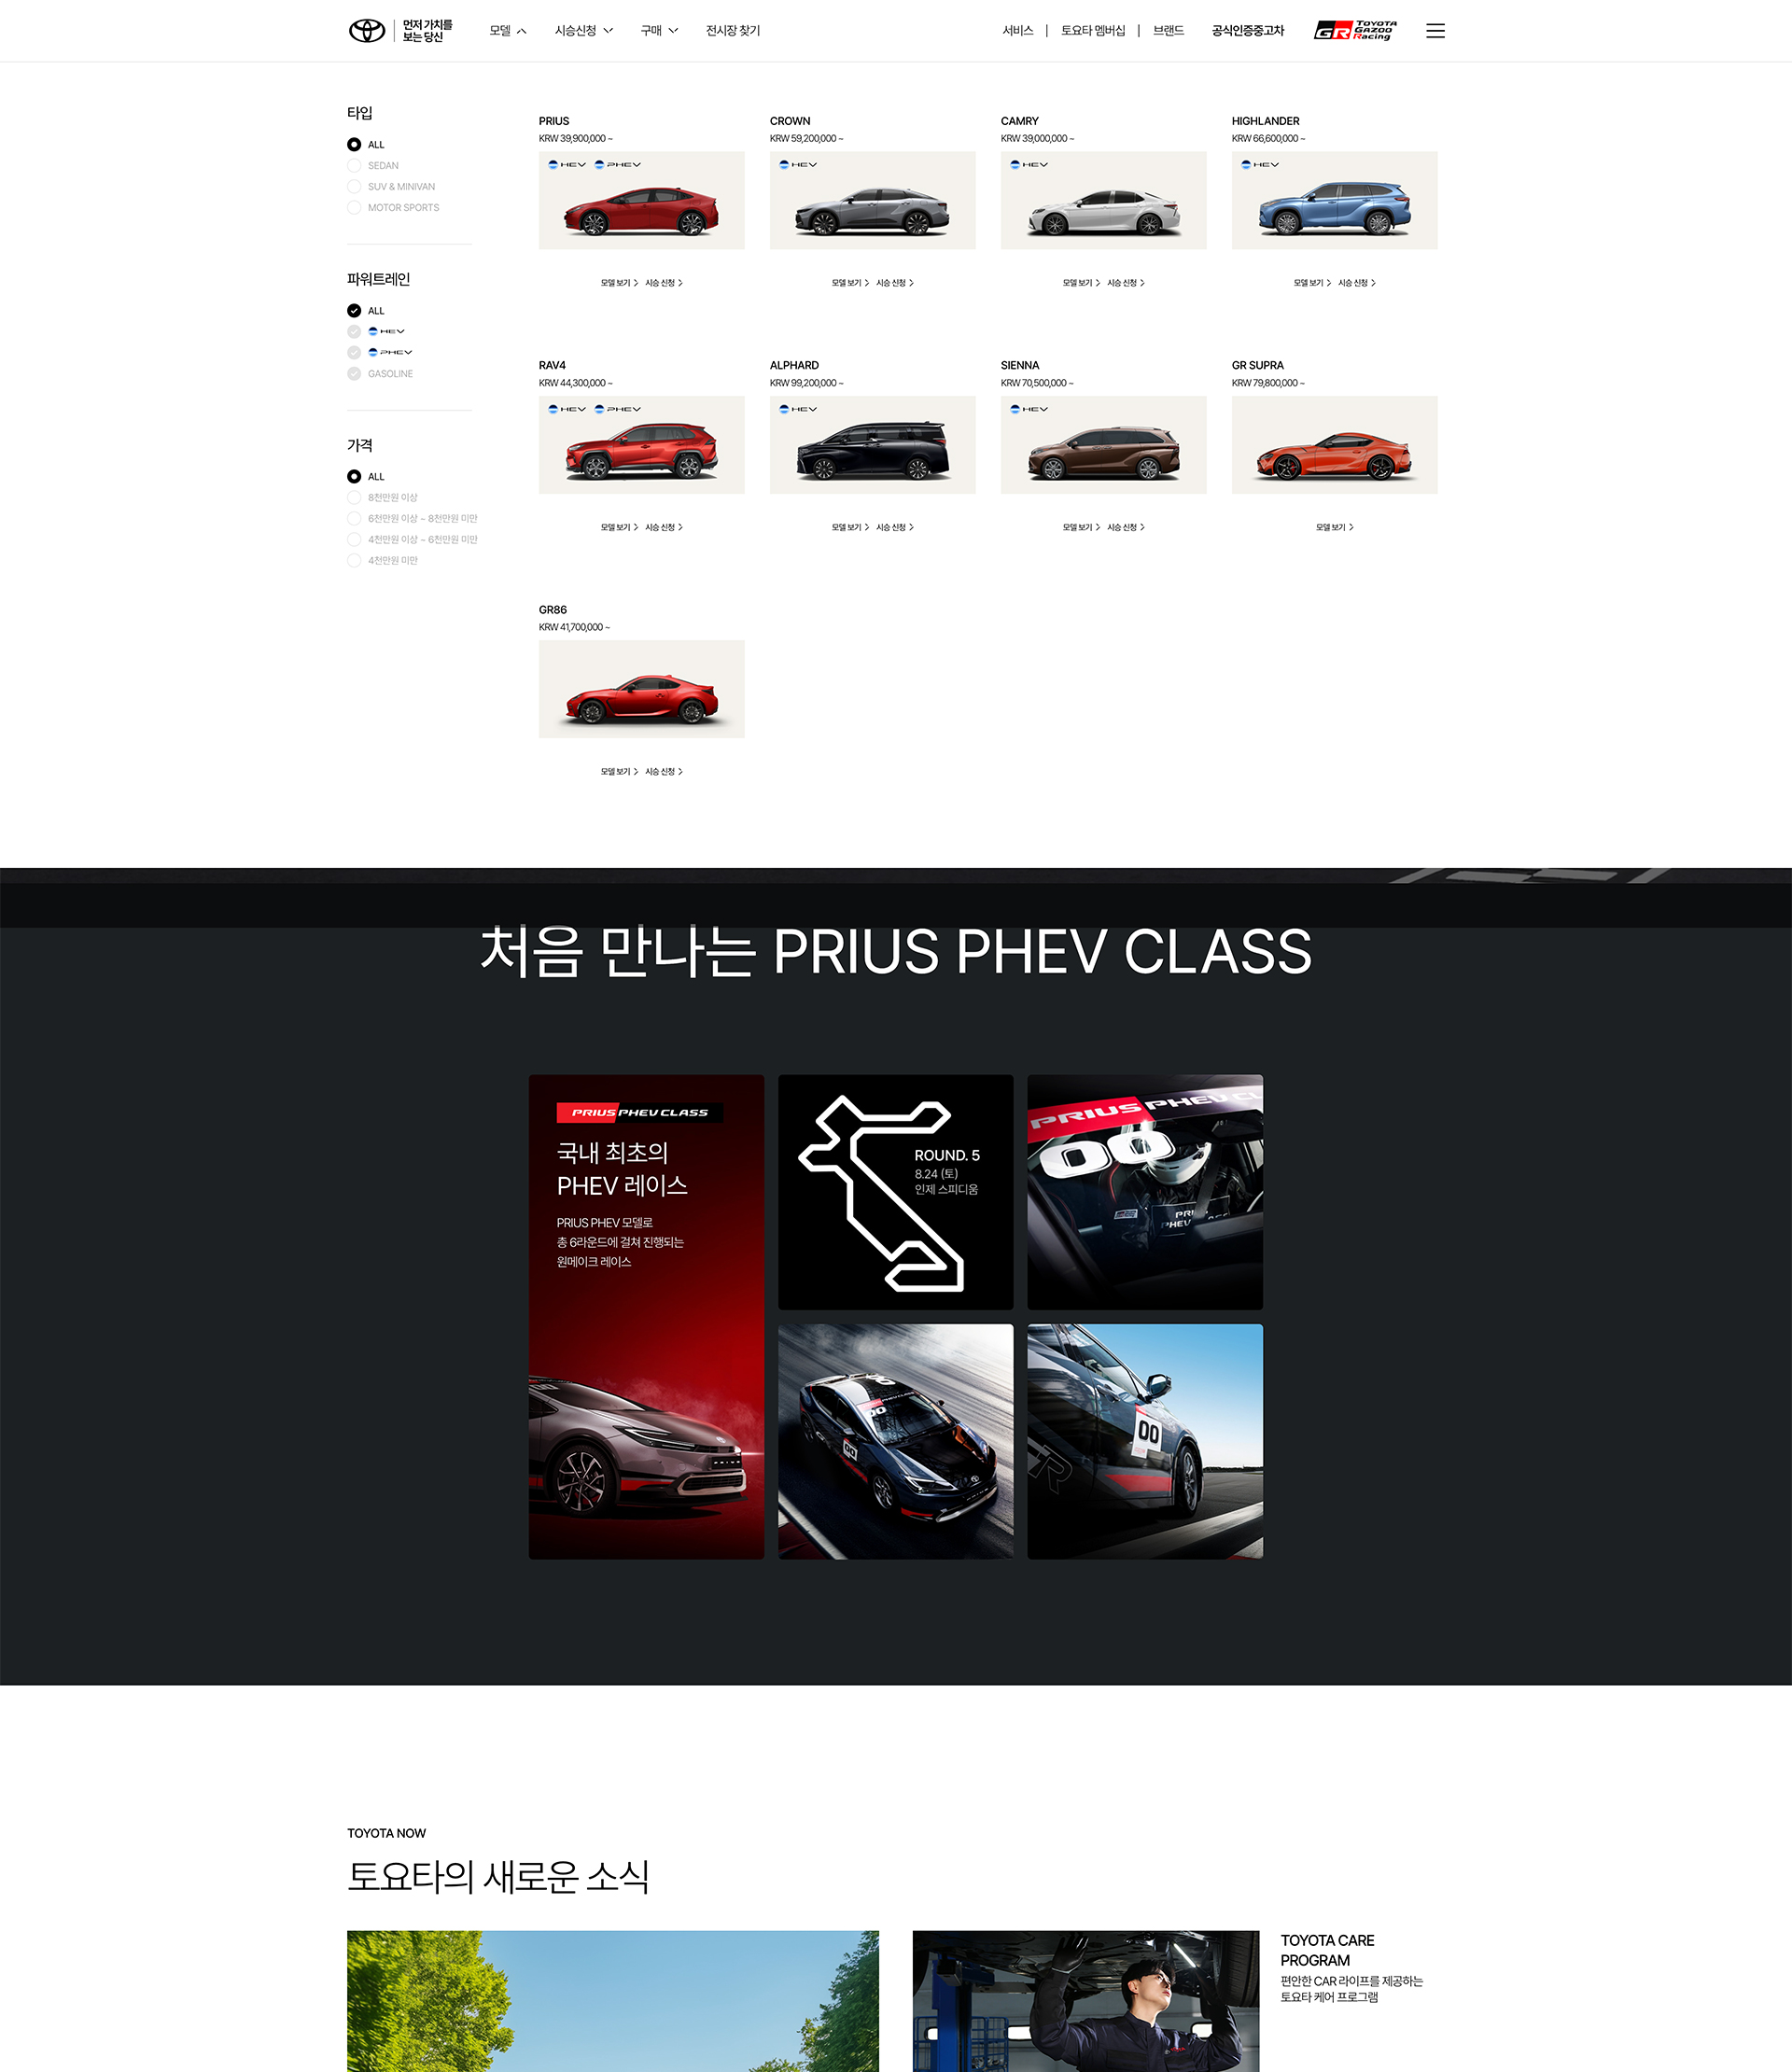 먼저 가치를
보는 당신
모델 시승신청 구매 전시장 찾기 서비스 | 토요타 멤버십 | 브랜드 공식인증중고차 GR TOYOTA GAZOO Racing
타입
ALL
SEDAN
SUV & MINIVAN
MOTOR SPORTS
파워트레인
ALL
HEV
PHEV
GASOLINE
가격
ALL
8천만원 이상
6천만원 이상 ~ 8천만원 미만
4천만원 이상 ~ 6천만원 미만
4천만원 미만
PRIUS
KRW 39,900,000 ~
HEV PHEV
모델 보기 시승 신청
CROWN
KRW 59,200,000 ~
HEV
모델 보기 시승 신청
CAMRY
KRW 39,000,000 ~
HEV
모델 보기 시승 신청
HIGHLANDER
KRW 66,600,000 ~
HEV
모델 보기 시승 신청
RAV4
KRW 44,300,000 ~
HEV PHEV
모델 보기 시승 신청
ALPHARD
KRW 99,200,000 ~
HEV
모델 보기 시승 신청
SIENNA
KRW 70,500,000 ~
HEV
모델 보기 시승 신청
GR SUPRA
KRW 79,800,000 ~
모델 보기
GR86
KRW 41,700,000 ~
모델 보기 시승 신청
처음 만나는 PRIUS PHEV CLASS
PRIUS PHEV CLASS
국내 최초의
PHEV 레이스
PRIUS PHEV 모델로
총 6라운드에 걸쳐 진행되는
원메이크 레이스
PRIUS
ROUND. 5
8.24 (토)
인제 스피디움
PRIUS PHEV CL
00
00
00
00
TOYOTA NOW
토요타의 새로운 소식
TOYOTA CARE
PROGRAM
편안한 CAR 라이프를 제공하는
토요타 케어 프로그램